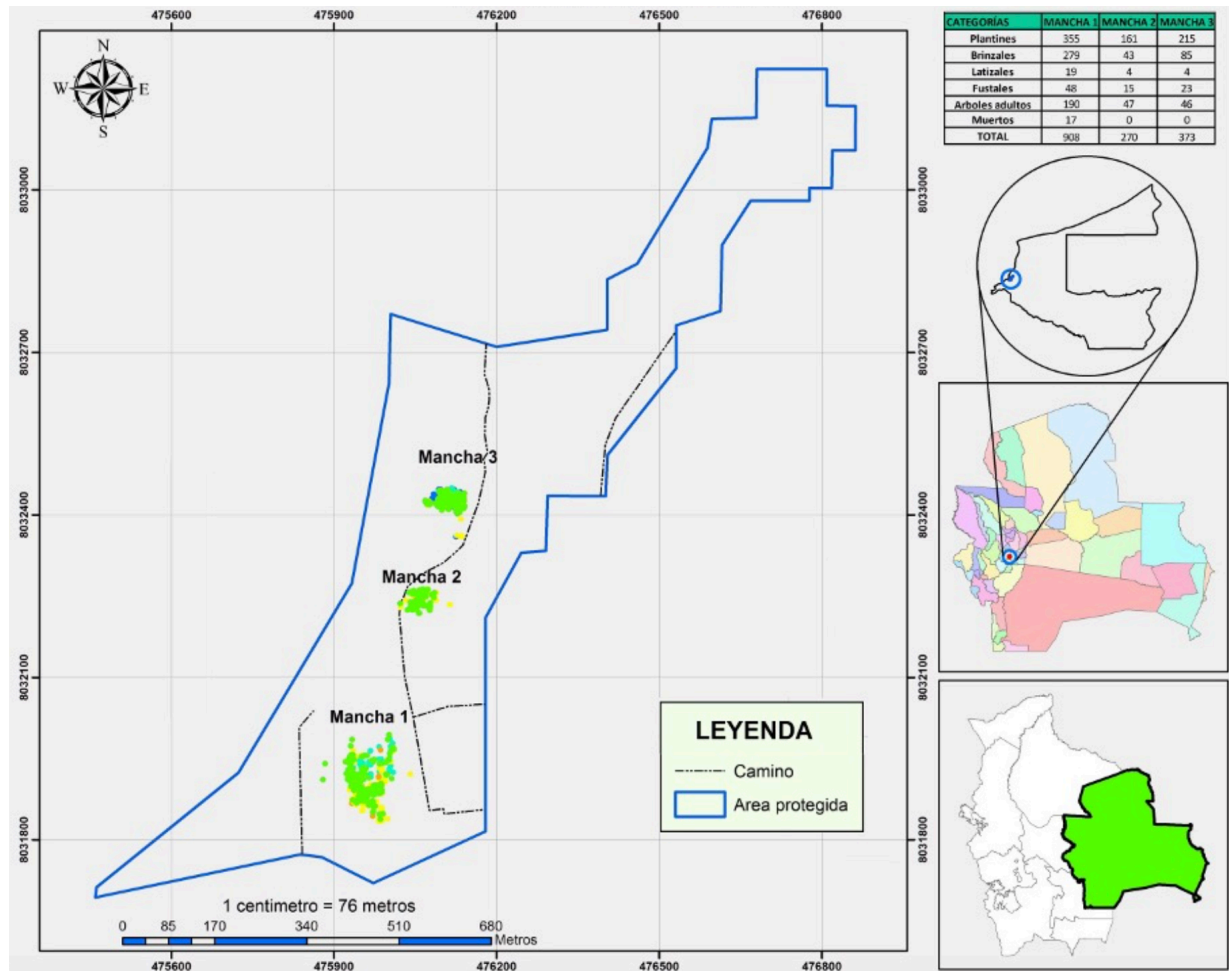 475600 475900 476200 476500 476800
N
W E
S
CATEGORÍAS MANCHA 1 MANCHA 2 MANCHA 3
Plantines 355 161 215
Brinzales 279 43 85
Latizales 19 4 4
Fustales 48 15 23
Arboles adultos 190 47 46
Muertos 17 0 0
TOTAL 908 270 373
8033000 8033000
8032700 8032700
Mancha 3
8032400 8032400
Mancha 2
8032100 8032100
Mancha 1
LEYENDA
Camino
Area protegida
8031800 8031800
1 centimetro = 76 metros
0 85 170 340 510 680
Metros
475600 475900 476200 476500 476800